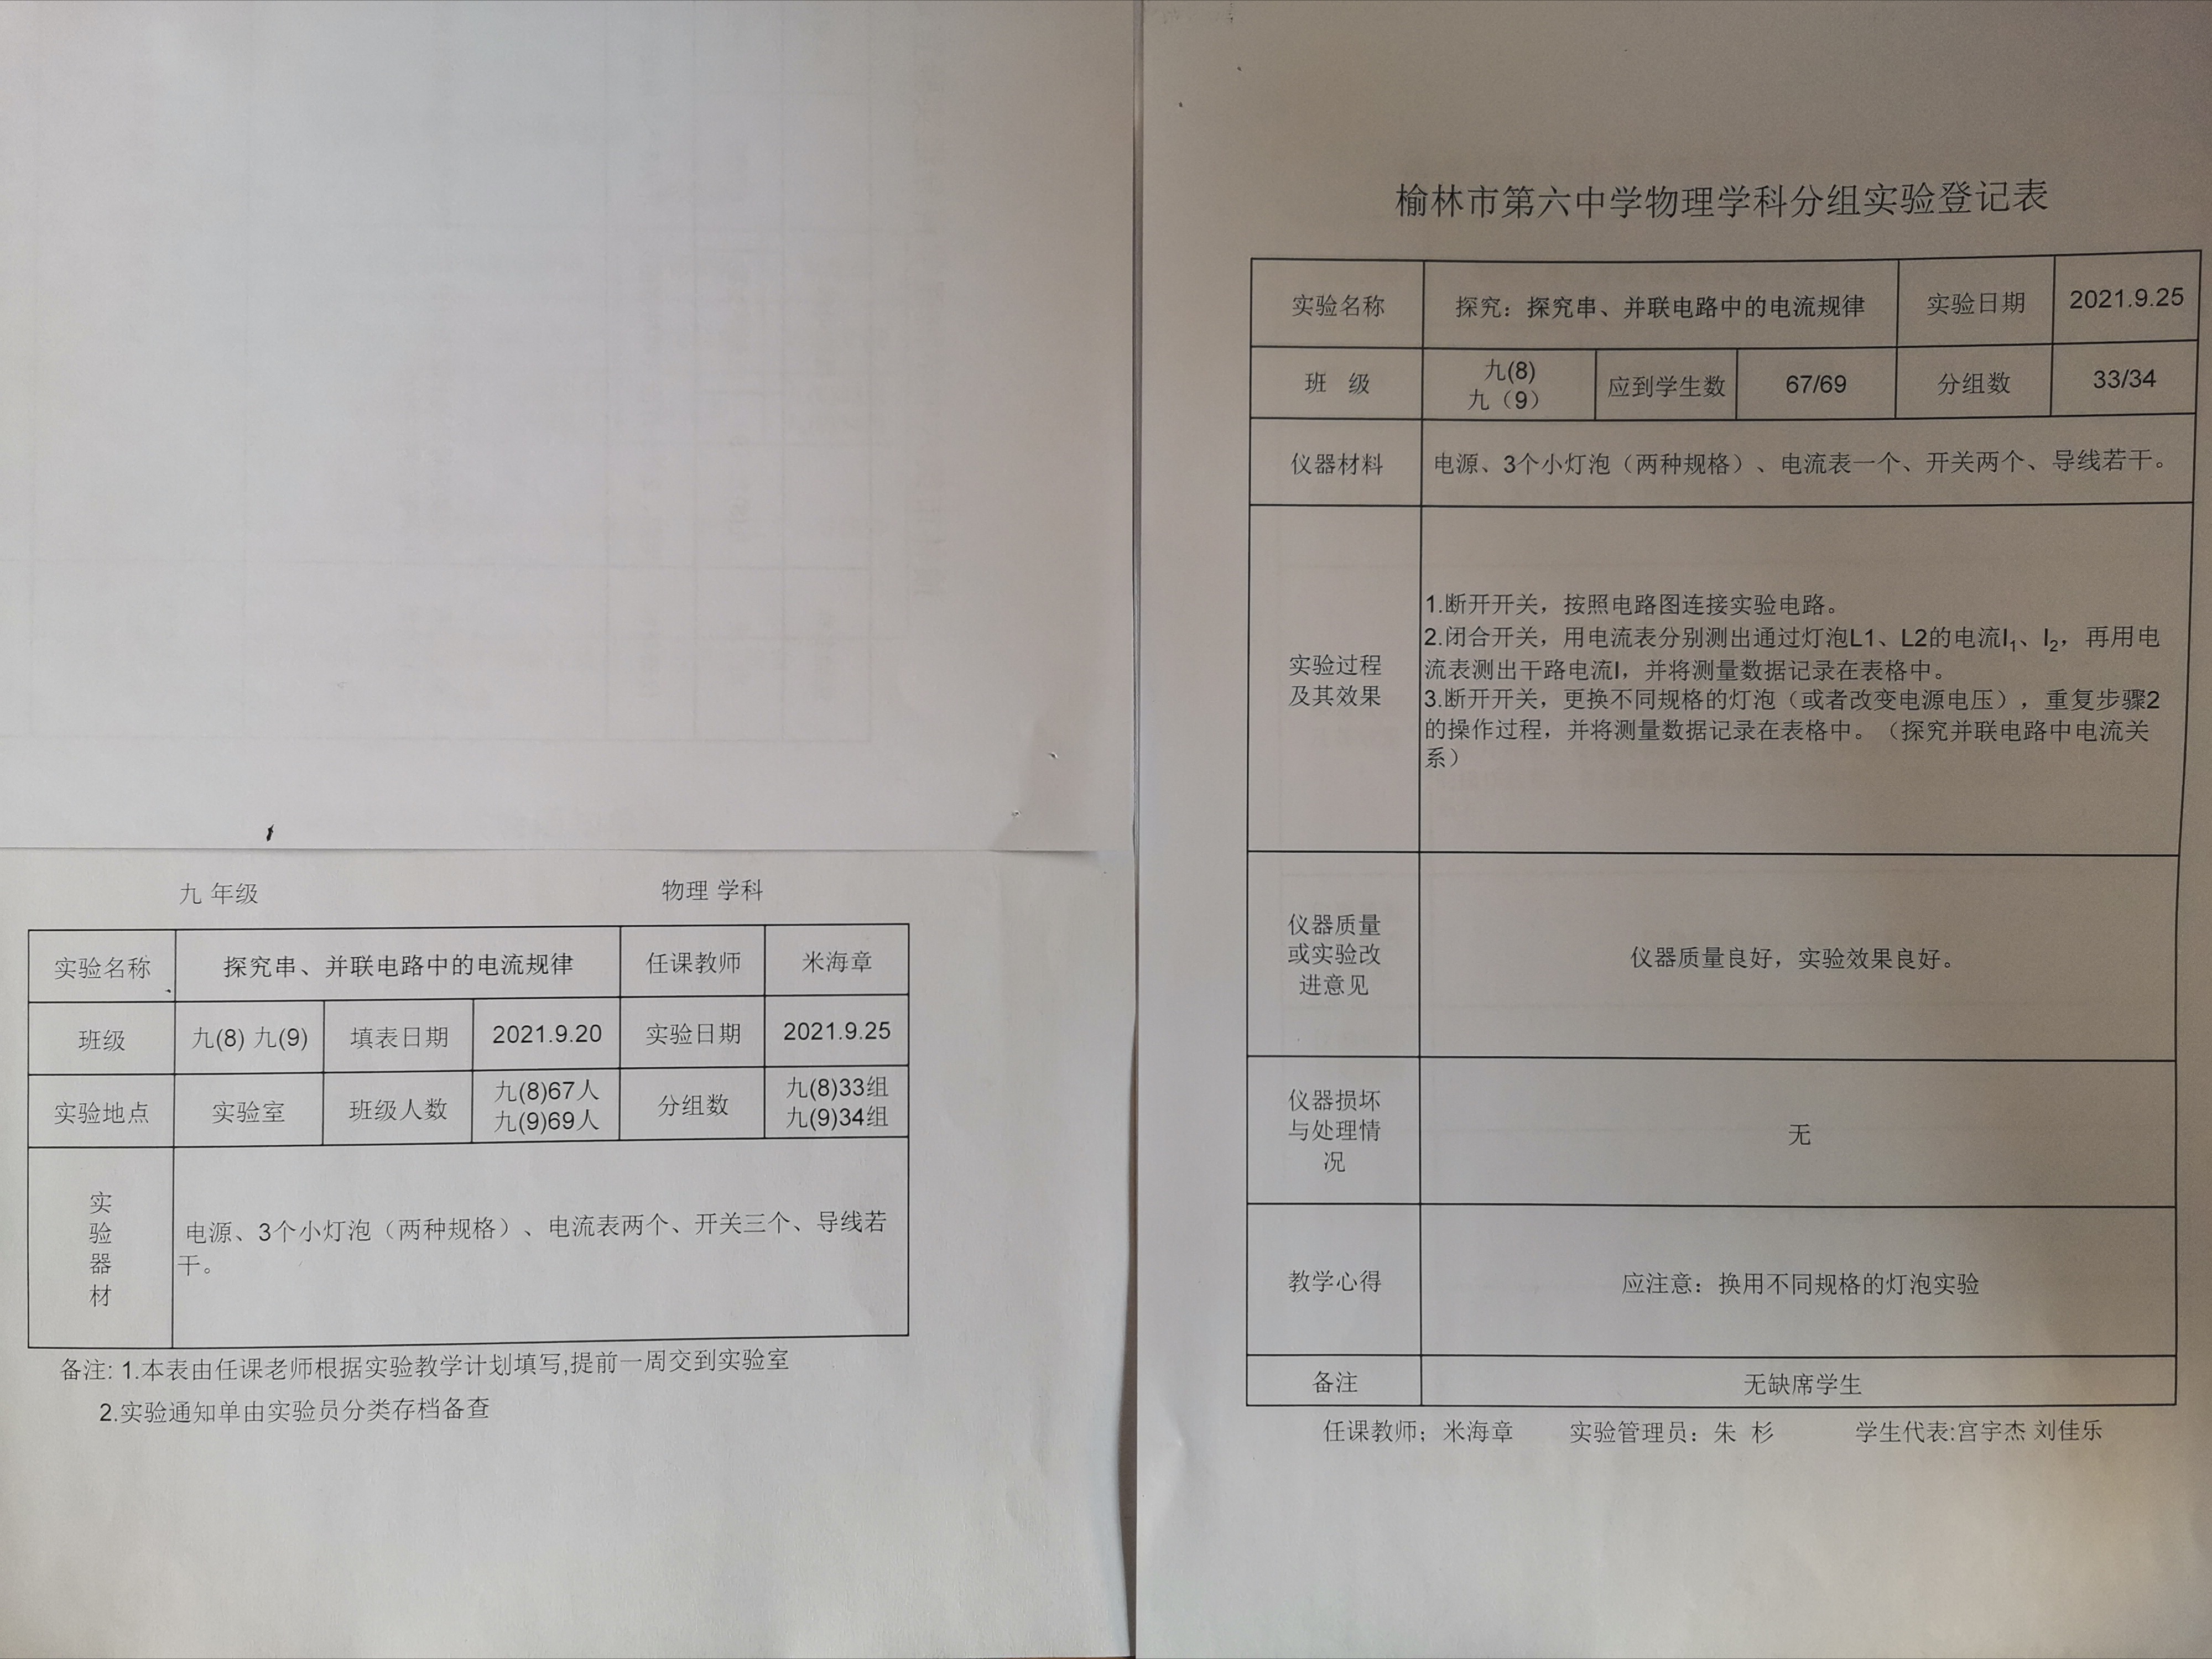 九 年级 物理 学科
实验名称 探究串、并联电路中的电流规律 任课教师 米海章
班级 九(8) 九(9) 填表日期 2021.9.20 实验日期 2021.9.25
实验地点 实验室 班级人数 九(8)67人 九(9)69人 分组数 九(8)33组 九(9)34组
实验器材
电源、3个小灯泡（两种规格）、电流表两个、开关三个、导线若
干。
备注: 1.本表由任课老师根据实验教学计划填写,提前一周交到实验室
2.实验通知单由实验员分类存档备查
榆林市第六中学物理学科分组实验登记表
实验名称 探究：探究串、并联电路中的电流规律 实验日期 2021.9.25
班 级 九(8) 九（9） 应到学生数 67/69 分组数 33/34
仪器材料 电源、3个小灯泡（两种规格）、电流表一个、开关两个、导线若干。
实验过程
及其效果
1.断开开关，按照电路图连接实验电路。
2.闭合开关，用电流表分别测出通过灯泡L1、L2的电流I₁、I₂，再用电
流表测出干路电流I，并将测量数据记录在表格中。
3.断开开关，更换不同规格的灯泡（或者改变电源电压），重复步骤2
的操作过程，并将测量数据记录在表格中。（探究并联电路中电流关
系）
仪器质量
或实验改
进意见
仪器质量良好，实验效果良好。
仪器损坏
与处理情
况
无
教学心得 应注意：换用不同规格的灯泡实验
备注 无缺席学生
任课教师；米海章 实验管理员：朱 杉 学生代表:宫宇杰 刘佳乐